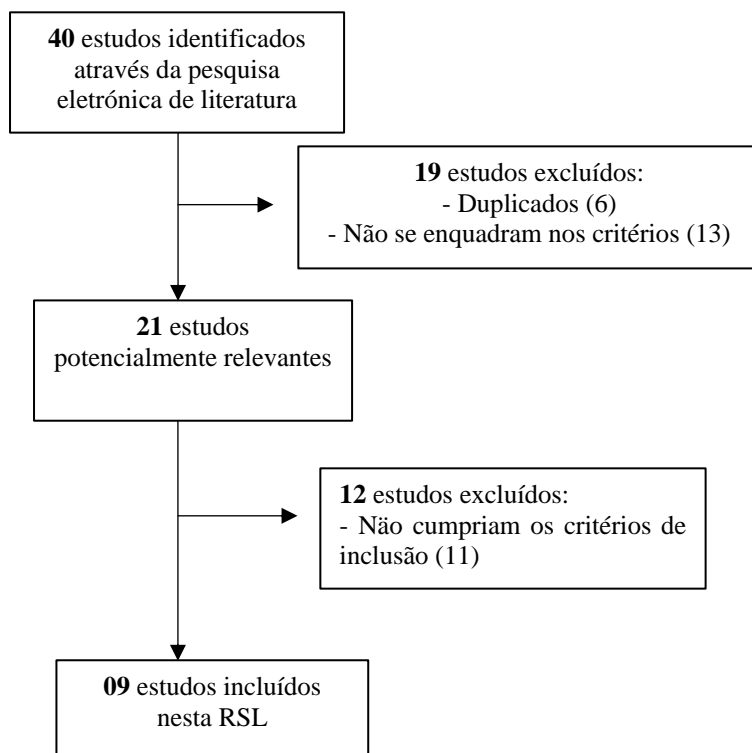 40 estudos identificados
através da pesquisa
eletrónica de literatura
19 estudos excluídos:
- Duplicados (6)
- Não se enquadram nos critérios (13)
21 estudos
potencialmente relevantes
12 estudos excluídos:
- Näo cumpriam os critérios de
inclusão (11)
09 estudos incluídos
nesta RSL